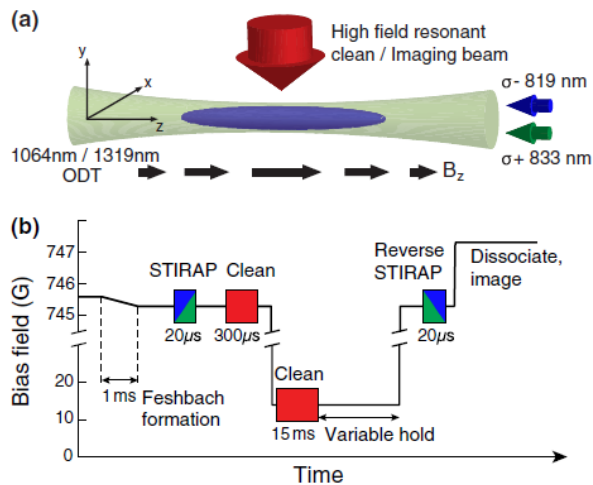 (a)
High field resonant
clean / Imaging beam
y
x
z
σ- 819 nm
σ+ 833 nm
1064nm / 1319nm
ODT
Bz
(b)
Bias field (G)
747
746
745
20
10
0
STIRAP
Clean
20μs
300μs
Reverse
STIRAP
20μs
Dissociate,
image
1 ms
Feshbach
formation
Clean
15 ms
Variable hold
Time